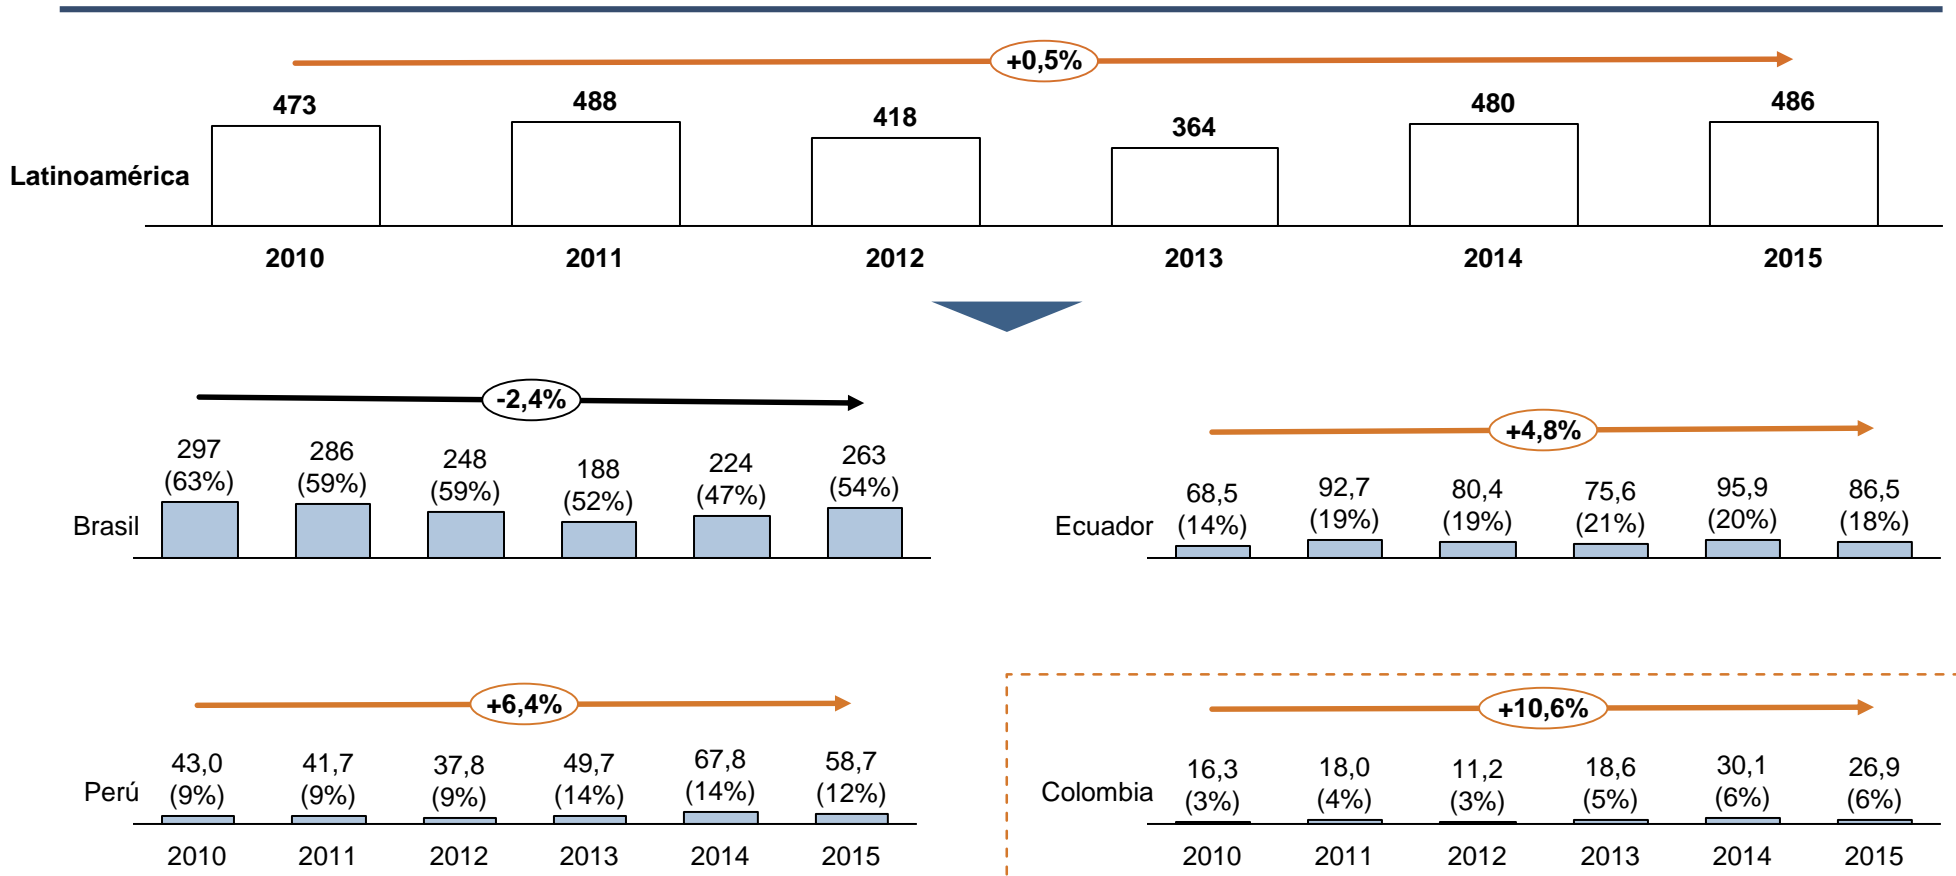 +0,5%
473 488 418 364 480 486
Latinoamérica
2010 2011 2012 2013 2014 2015
-2,4%
297 286 248 188 224 263
(63%) (59%) (59%) (52%) (47%) (54%)
Brasil
+4,8%
68,5 92,7 80,4 75,6 95,9 86,5
(14%) (19%) (19%) (21%) (20%) (18%)
Ecuador
+6,4%
43,0 41,7 37,8 49,7 67,8 58,7
(9%) (9%) (9%) (14%) (14%) (12%)
Perú
2010 2011 2012 2013 2014 2015
+10,6%
16,3 18,0 11,2 18,6 30,1 26,9
(3%) (4%) (3%) (5%) (6%) (6%)
Colombia
2010 2011 2012 2013 2014 2015